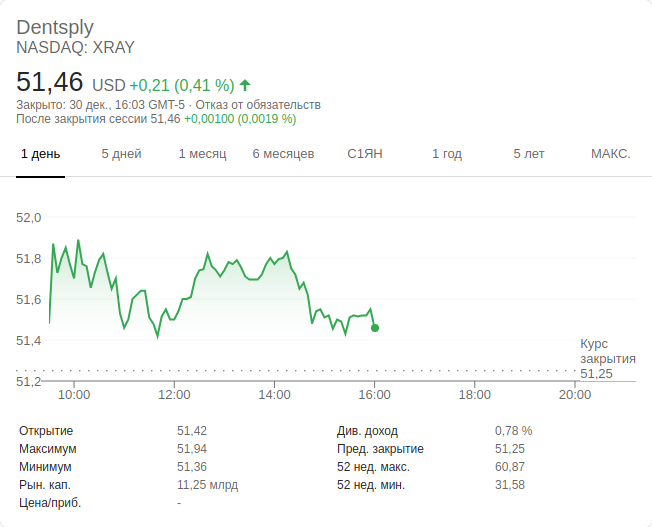 Dentsply
NASDAQ: XRAY
51,46 USD +0,21 (0,41 %)
Закрыто: 30 дек., 16:03 GMT-5 · Отказ от обязательств
После закрытия сессии 51,46 +0,00100 (0,0019 %)
1 день 5 дней 1 месяц 6 месяцев С1ЯН 1 год 5 лет МАКС.
52,0
51,8
51,6
51,4
Курс
закрытия
51,25
51,2
10:00 12:00 14:00 16:00 18:00 20:00
Открытие 51,42 Див. доход 0,78 %
Максимум 51,94 Пред. закрытие 51,25
Минимум 51,36 52 нед. макс. 60,87
Рын. кап. 11,25 млрд 52 нед. мин. 31,58
Цена/приб. -